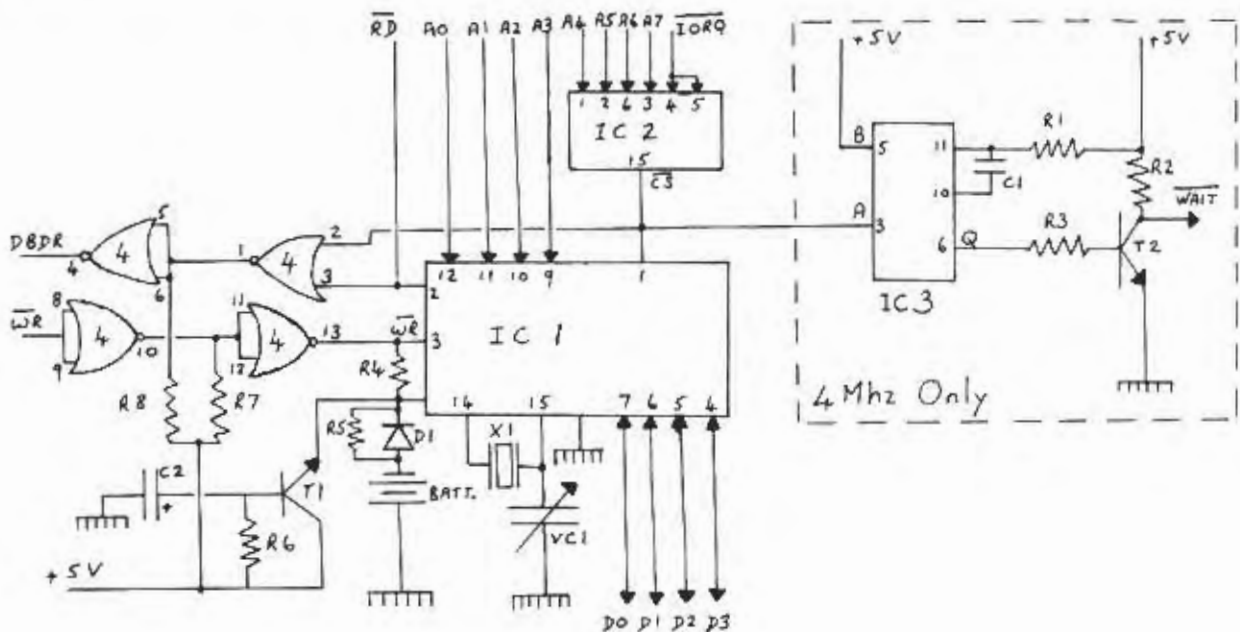 RD A0 A1 A2 A3 A4 A5 A6 A7 IORQ
+5V +5V
1 2 6 3 4 5
IC 2
15
CS
B 5 11 R1
C1 R2
10
WAIT
A 3
Q 6 R3 T2
IC 3
4 Mhz Only
DBDR 4 4 5 6 1 4 2 3
12 11 10 9 1
2
IC 1
WR 8 9 4 10 11 12 4 13 WR 3
R8 R7 R4
14 15 7 6 5 4
R5 D1 X1
C2 + T1 BATT. VC1
R6
+5V
D0 D1 D2 D3